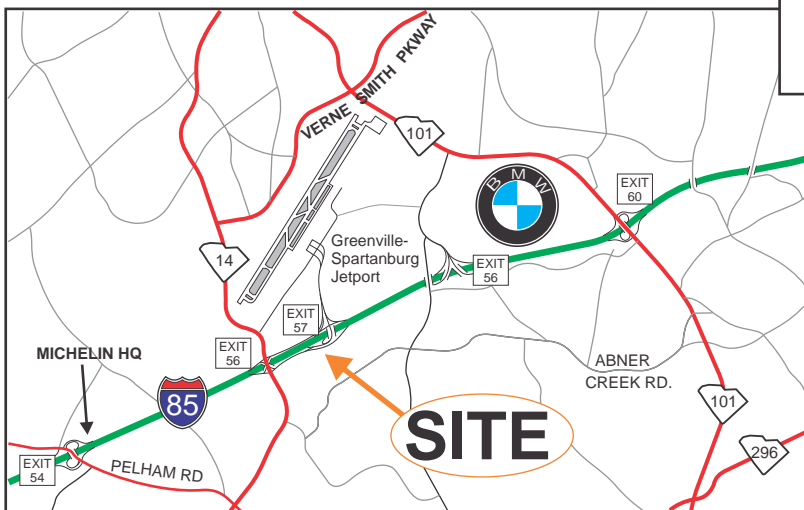 VERNE SMITH PKWAY
101
BMW
EXIT
60
14
Greenville-
Spartanburg
Jetport
EXIT
56
EXIT
57
EXIT
56
MICHELIN HQ
85
ABNER
CREEK RD.
101
SITE
296
EXIT
54
PELHAM RD